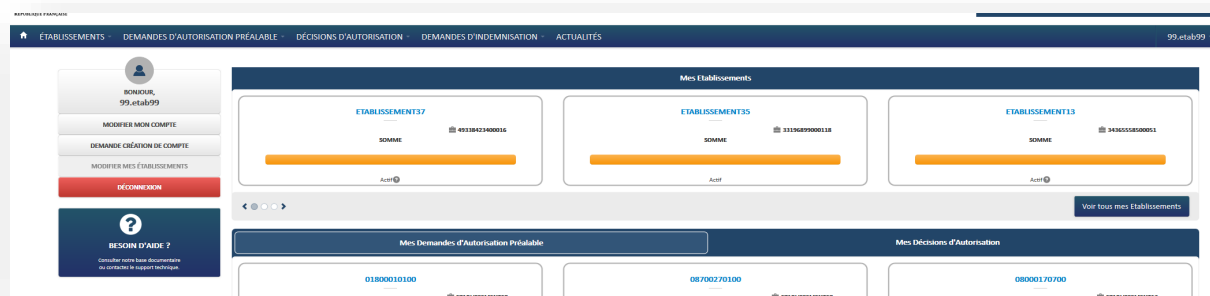 RÉPUBLIQUE FRANÇAISE
ÉTABLISSEMENTS DEMANDES D'AUTORISATION PRÉALABLE DÉCISIONS D'AUTORISATION DEMANDES D'INDEMNISATION ACTUALITÉS 99.etab99
BONJOUR,
99.etab99
MODIFIER MON COMPTE
DEMANDE CRÉATION DE COMPTE
MODIFIER MES ÉTABLISSEMENTS
DÉCONNEXION
?
BESOIN D'AIDE ?
Consulter notre base documentaire
ou contactez le support technique.
Mes Etablissements
ETABLISSEMENT37
49338423400016
SOMME
Actif
ETABLISSEMENT35
33196899000118
SOMME
Actif
ETABLISSEMENT13
34365558500051
SOMME
Actif
Voir tous mes Etablissements
Mes Demandes d'Autorisation Préalable Mes Décisions d'Autorisation
01800010100
08700270100
08000170700